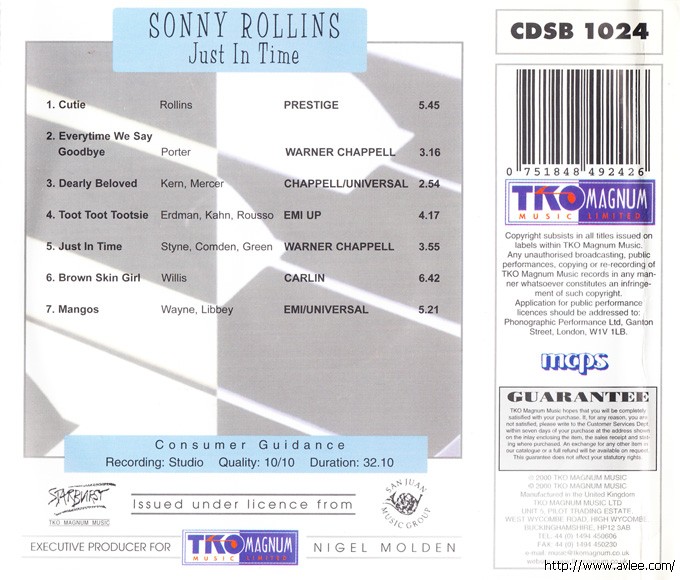 SONNY ROLLINS
Just In Time
1. Cutie Rollins PRESTIGE 5.45
2. Everytime We Say
Goodbye Porter WARNER CHAPPELL 3.16
3. Dearly Beloved Kern, Mercer CHAPPELL/UNIVERSAL 2.54
4. Toot Toot Tootsie Erdman, Kahn, Rousso EMI UP 4.17
5. Just In Time Styne, Comden, Green WARNER CHAPPELL 3.55
6. Brown Skin Girl Willis CARLIN 6.42
7. Mangos Wayne, Libbey EMI/UNIVERSAL 5.21
Consumer Guidance
Recording: Studio Quality: 10/10 Duration: 32.10
STARBURST
TKO MAGNUM MUSIC
Issued under licence from
SAN JUAN
MUSIC GROUP
EXECUTIVE PRODUCER FOR TKO MAGNUM MUSIC LIMITED NIGEL MOLDEN
CDSB 1024
0 751848 492426
TKO MAGNUM
MUSIC LIMITED
Copyright subsists in all titles issued on
labels within TKO Magnum Music.
Any unauthorised broadcasting, public
performances, copying or re-recording of
TKO Magnum Music records in any man-
ner whatsoever constitutes an infringe-
ment of such copyright.
Application for public performance
licences should be addressed to:
Phonographic Performance Ltd, Ganton
Street, London, W1V 1LB.
mcps
GUARANTEE
TKO Magnum Music hopes that you will be completely
satisfied with your purchase. If, for any reason, you are
not satisfied, please write to the Customer Services Dept.
within seven days of your purchase at the address shown
on the inlay enclosing the item, the sales receipt and stat-
ing where purchased. An exchange for any other item in
our catalogue or a full refund will be available on request.
This guarantee does not affect your statutory rights.
℗ 2000 TKO MAGNUM MUSIC
© 2000 TKO MAGNUM MUSIC
Manufactured in the United Kingdom
TKO MAGNUM MUSIC LTD
UNIT 5, PILOT TRADING ESTATE,
WEST WYCOMBE ROAD, HIGH WYCOMBE,
BUCKINGHAMSHIRE, HP12 3AB
TEL: 44 (0) 1494 450606
FAX: 44 (0) 1494 450230
e-mail: music@tkomagnum.co.uk
http://www.avlee.com/